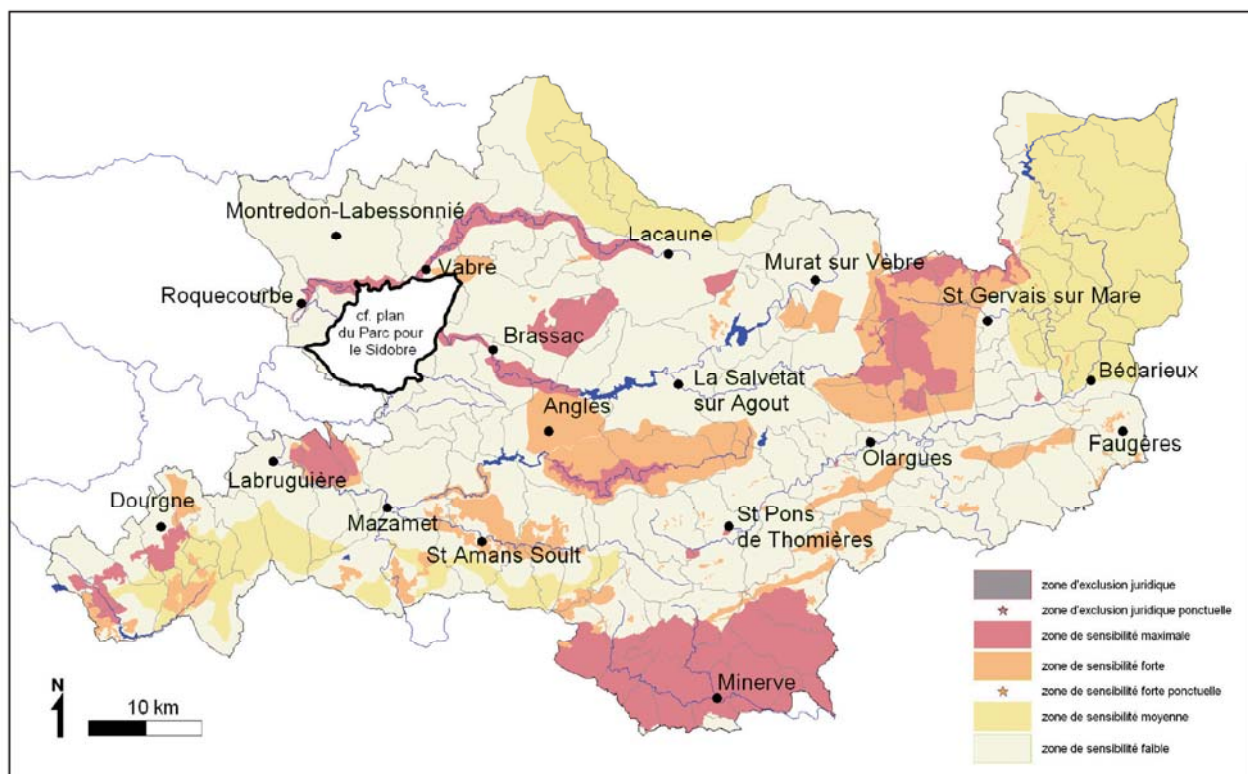 Montredon-Labessonnié
Lacaune
Vabre
Murat sur Vèbre
Roquecourbe
St Gervais sur Mare
cf. plan
du Parc pour
le Sidobre
Brassac
Bédarieux
La Salvetat
sur Agout
Anglès
Faugères
Olargues
Labruguière
Dourgne
Mazamet
St Pons
de Thomières
St Amans Soult
Minerve
N
10 km
zone d'exclusion juridique
zone d'exclusion juridique ponctuelle
zone de sensibilité maximale
zone de sensibilité forte
zone de sensibilité forte ponctuelle
zone de sensibilité moyenne
zone de sensibilité faible